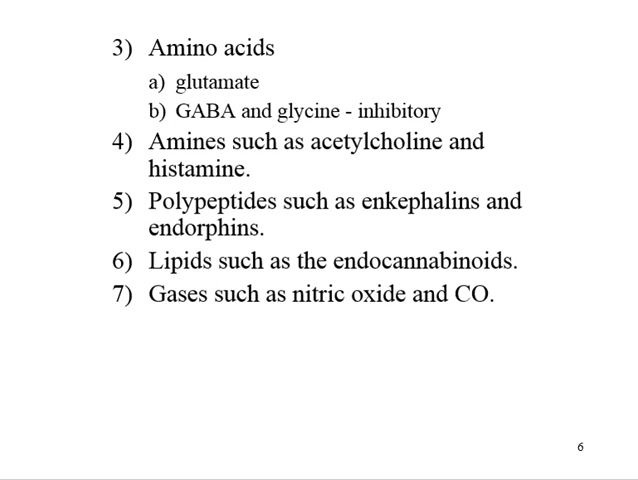 3) Amino acids
a) glutamate
b) GABA and glycine - inhibitory
4) Amines such as acetylcholine and
histamine.
5) Polypeptides such as enkephalins and
endorphins.
6) Lipids such as the endocannabinoids.
7) Gases such as nitric oxide and CO.
6